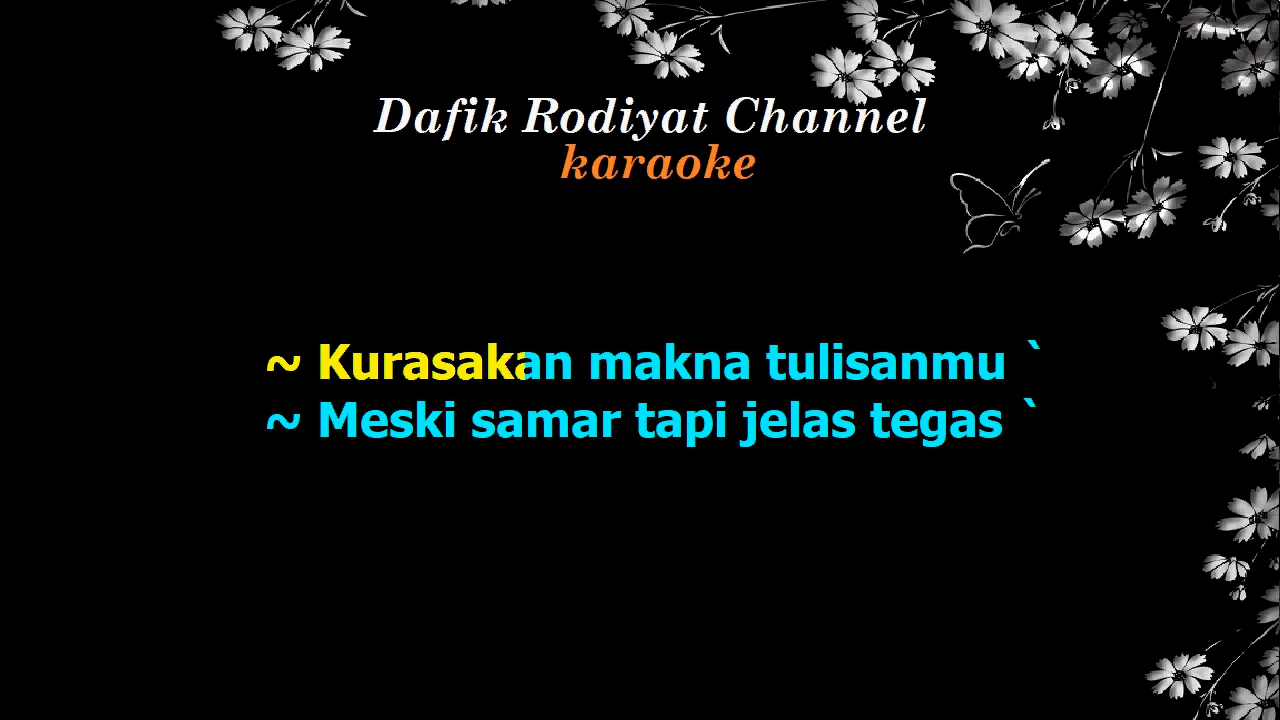 Dafik Rodiyat Channel
karaoke
~ Kurasakan makna tulisanmu `
~ Meski samar tapi jelas tegas `